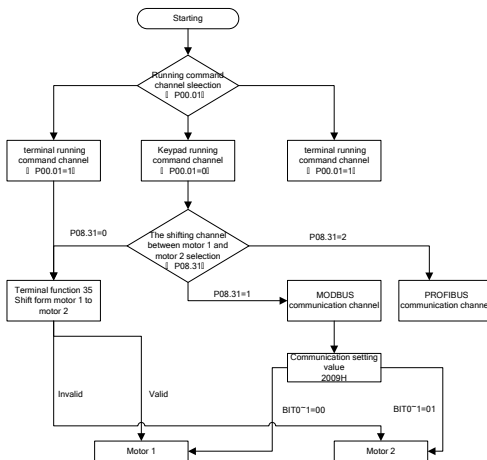 Starting
Running command
channel sleection
( P00.01)
terminal running
command channel
( P00.01=1)
Keypad running
command channel
( P00.01=0)
terminal running
command channel
( P00.01=1)
P08.31=0
The shifting channel
between motor 1 and
motor 2 selection
( P08.31)
P08.31=2
Terminal function 35
Shift form motor 1 to
motor 2
P08.31=1
MODBUS
communication channel
PROFIBUS
communication channel
Communication setting
value
2009H
Invalid
Valid
BIT0~1=00
BIT0~1=01
Motor 1
Motor 2